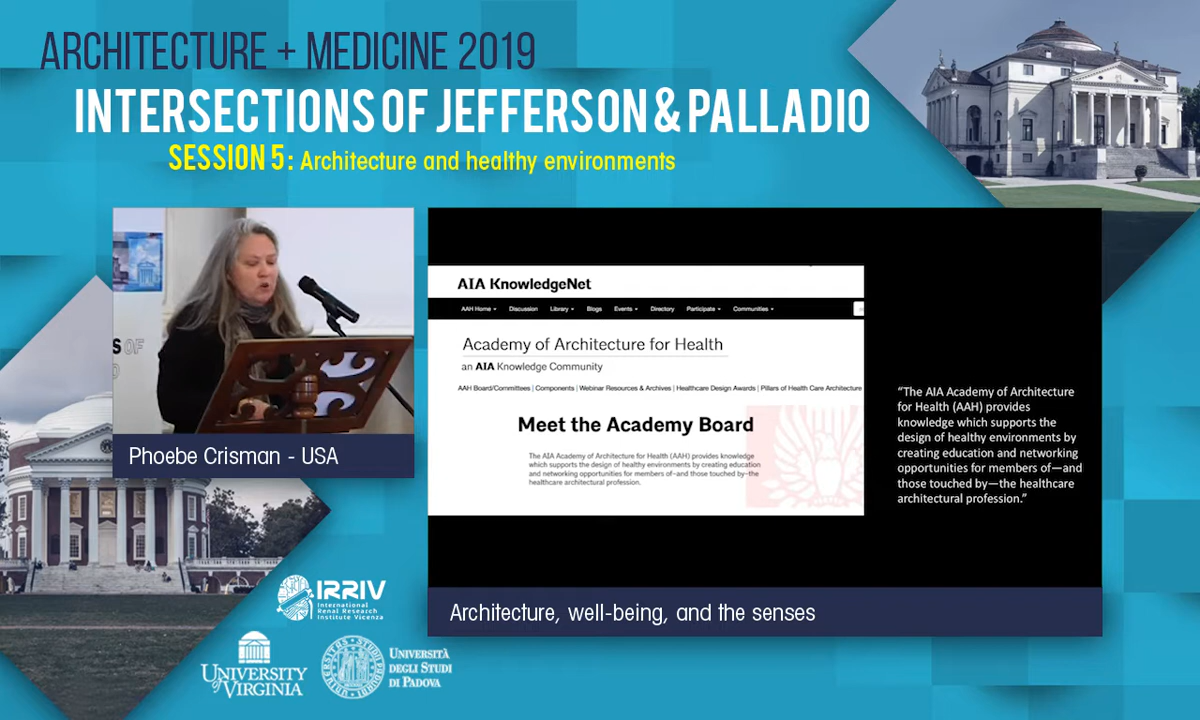 ARCHITECTURE + MEDICINE 2019
INTERSECTIONS OF JEFFERSON & PALLADIO
SESSION 5: Architecture and healthy environments
S OF
Phoebe Crisman - USA
AIA KnowledgeNet
AAH Home Discussion Library Blogs Events Directory Participate Communities
Academy of Architecture for Health
an AIA Knowledge Community
AAH Board/Committees | Components | Webinar Resources & Archives | Healthcare Design Awards | Pillars of Health Care Architecture
Meet the Academy Board
The AIA Academy of Architecture for Health (AAH) provides knowledge
which supports the design of healthy environments by creating education
and networking opportunities for members of–and those touched by–the
healthcare architectural profession.
“The AIA Academy of Architecture
for Health (AAH) provides
knowledge which supports the
design of healthy environments by
creating education and networking
opportunities for members of—and
those touched by—the healthcare
architectural profession.”
Architecture, well-being, and the senses
IRRIV
International
Renal Research
Institute Vicenza
UNIVERSITY
of VIRGINIA
UNIVERSITÀ
DEGLI STUDI
DI PADOVA